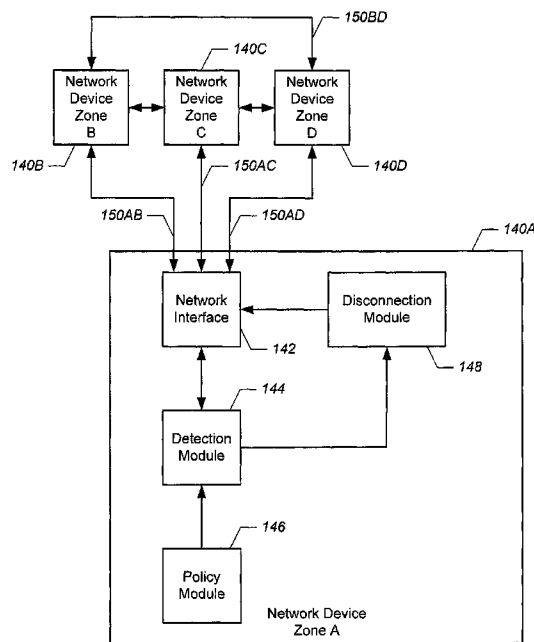 150BD
140C
Network
Device
Zone
B
Network
Device
Zone
C
Network
Device
Zone
D
140B
150AC
140D
150AB
150AD
140A
Network
Interface
142
Disconnection
Module
148
144
Detection
Module
146
Policy
Module
Network Device
Zone A